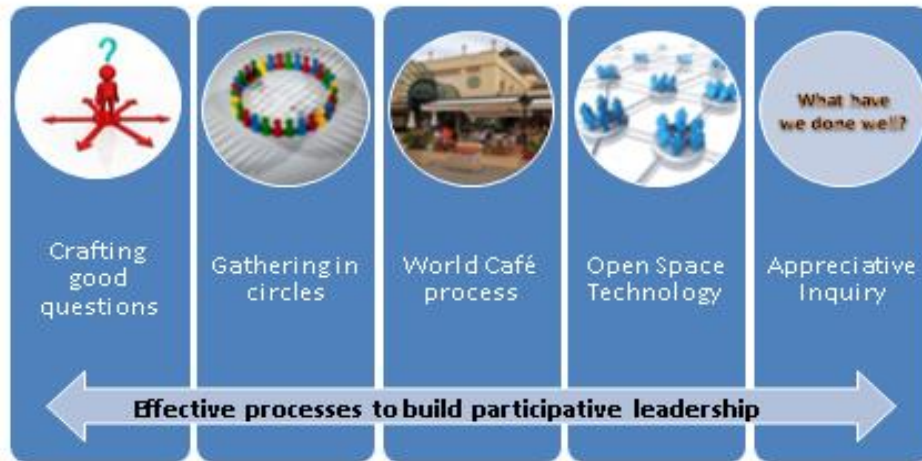 ?
What have
we done well?
Crafting
good
questions
Gathering in
circles
World Café
process
Open Space
Technology
Appreciative
Inquiry
Effective processes to build participative leadership